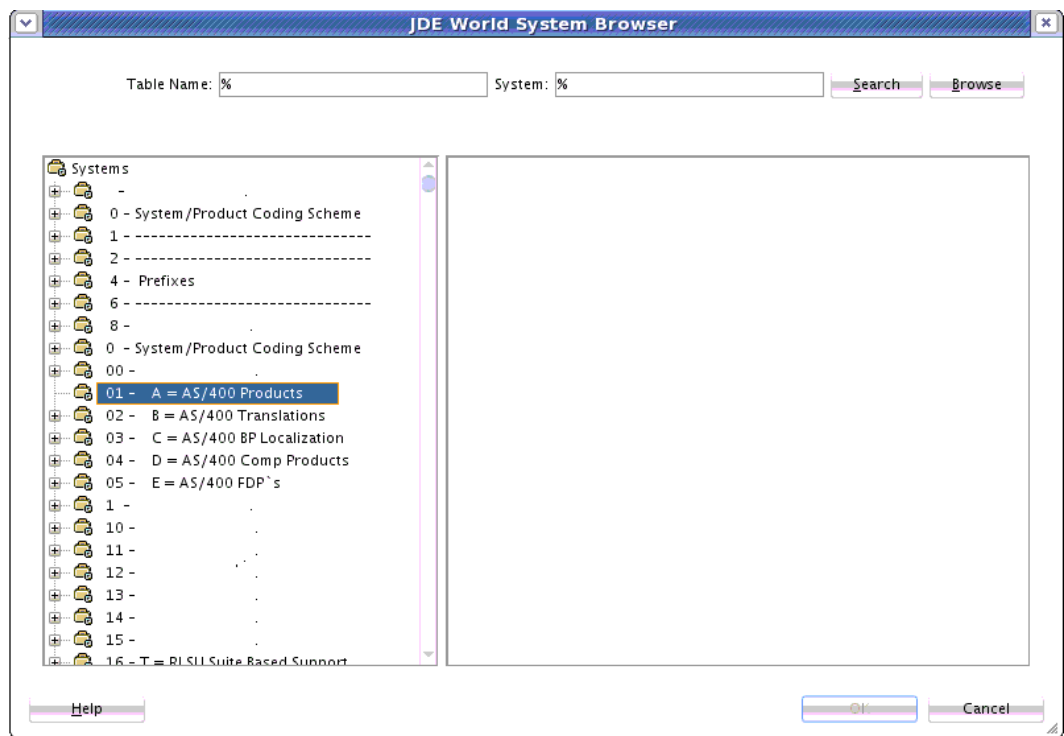 JDE World System Browser
Table Name: % System: % Search Browse
Systems
- .
0 - System/Product Coding Scheme
1 - ------------------------------
2 - ------------------------------
4 - Prefixes
6 - ------------------------------
8 - .
0 - System/Product Coding Scheme
00 - .
01 - A = AS/400 Products
02 - B = AS/400 Translations
03 - C = AS/400 BP Localization
04 - D = AS/400 Comp Products
05 - E = AS/400 FDP`s
1 - .
10 - .
11 - .
12 - .
13 - .
14 - .
15 - .
16 - T = RLSU Suite Based Support
Help OK Cancel